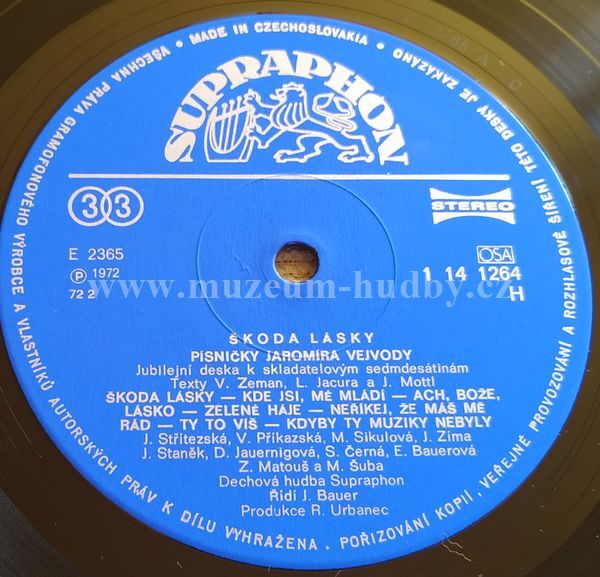 VŠECHNA PRÁVA GRAMOFONOVÉHO VÝROBCE A VLASTNÍKŮ AUTORSKÝCH PRÁV K DÍLU VYHRAŽENA. POŘIZOVÁNÍ KOPIÍ, VEŘEJNÉ PROVOZOVÁNÍ A ROZHLASOVÉ ŠÍŘENÍ TÉTO DESKY JE ZAKÁZÁNO • MADE IN CZECHOSLOVAKIA •
SUPRAPHON
33
STEREO
E 2365
℗ 1972
72 2
OSA
1 14 1264
H
www.muzeum-hudby.cz
ŠKODA LÁSKY
PÍSNIČKY JAROMÍRA VEJVODY
Jubilejní deska k skladatelovým sedmdesátinám
Texty V. Zeman, L. Jacura a J. Mottl
ŠKODA LÁSKY — KDE JSI, MÉ MLÁDÍ — ACH, BOŽE,
LÁSKO — ZELENÉ HÁJE — NEŘÍKEJ, ŽE MÁŠ MĚ
RÁD — TY TO VÍŠ — KDYBY TY MUZIKY NEBYLY
J. Střítezská, V. Příkazská, M. Sikulová, J. Zíma
J. Staněk, D. Jauernigová, S. Černá, E. Bauerová
Z. Matouš a M. Šuba
Dechová hudba Supraphon
Řídí J. Bauer
Produkce R. Urbanec